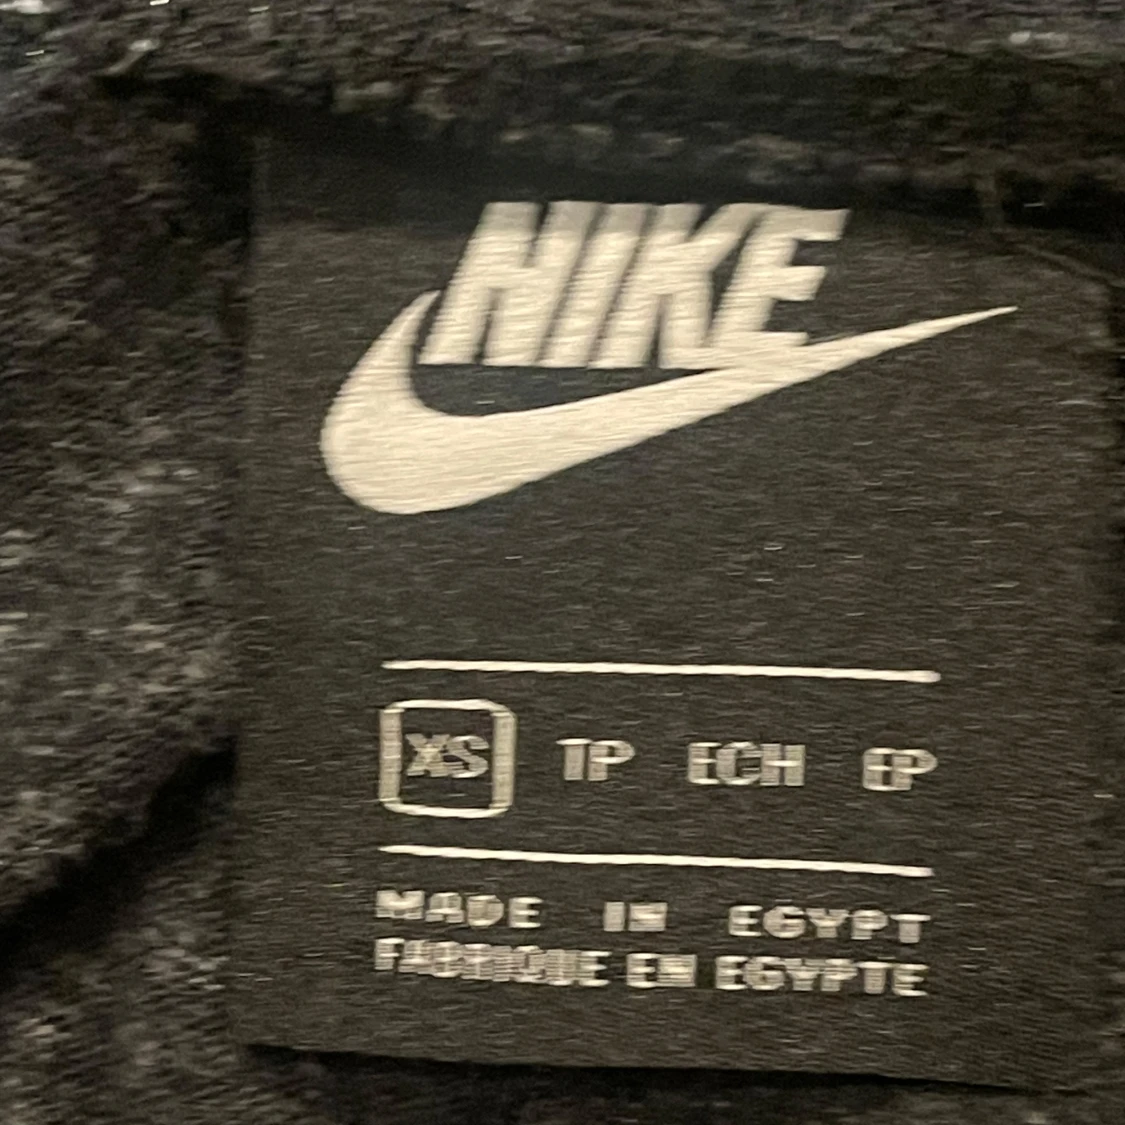 NIKE
XS TP ECH EP
MADE IN EGYPT
FABRIQUE EN EGYPTE